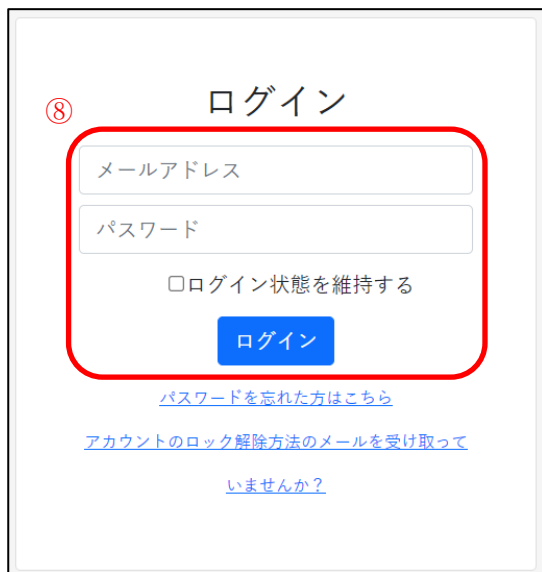 ログイン
⑧
メールアドレス
パスワード
ログイン状態を維持する
ログイン
パスワードを忘れた方はこちら
アカウントのロック解除方法のメールを受け取って
いませんか？